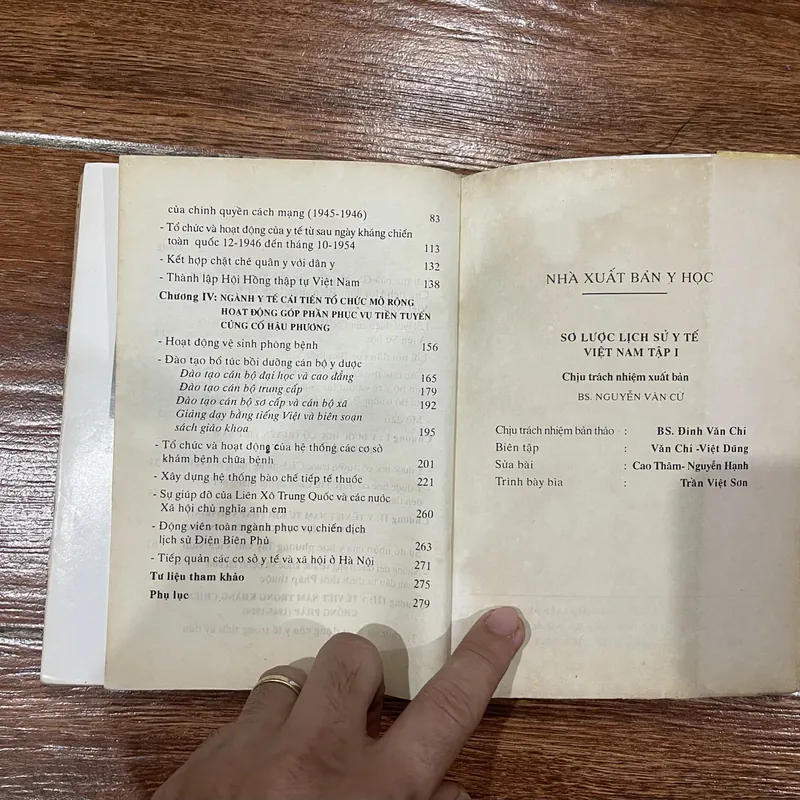 của chính quyền cách mạng (1945-1946) 83
- Tổ chức và hoạt động của y tế từ sau ngày kháng chiến
toàn quốc 12-1946 đến tháng 10-1954 113
- Kết hợp chặt chẽ quân y với dân y 132
- Thành lập Hội Hồng thập tự Việt Nam 138
Chương IV: NGÀNH Y TẾ CẢI TIẾN TỔ CHỨC MỞ RỘNG
HOẠT ĐỘNG GÓP PHẦN PHỤC VỤ TIỀN TUYẾN
CỦNG CỐ HẬU PHƯƠNG
- Hoạt động vệ sinh phòng bệnh 156
- Đào tạo bổ túc bồi dưỡng cán bộ y dược
Đào tạo cán bộ đại học và cao đẳng 165
Đào tạo cán bộ trung cấp 179
Đào tạo cán bộ sơ cấp và cán bộ xã 192
Giảng dạy bằng tiếng Việt và biên soạn
sách giáo khoa 195
- Tổ chức và hoạt động của hệ thống các cơ sở
khám bệnh chữa bệnh 201
- Xây dựng hệ thống bào chế tiếp tế thuốc 221
- Sự giúp đỡ của Liên Xô Trung Quốc và các nước
Xã hội chủ nghĩa anh em 260
- Động viên toàn ngành phục vụ chiến dịch
lịch sử Điện Biên Phủ 263
- Tiếp quản các cơ sở y tế và xã hội ở Hà Nội 271
Tư liệu tham khảo 275
Phụ lục 279
NHÀ XUẤT BẢN Y HỌC
SƠ LƯỢC LỊCH SỬ Y TẾ
VIỆT NAM TẬP I
Chịu trách nhiệm xuất bản
BS. NGUYỄN VĂN CỪ
Chịu trách nhiệm bản thảo : BS. Đinh Văn Chí
Biên tập : Văn Chi -Việt Dũng
Sửa bài : Cao Thâm- Nguyễn Hạnh
Trình bày bìa : Trần Việt Sơn